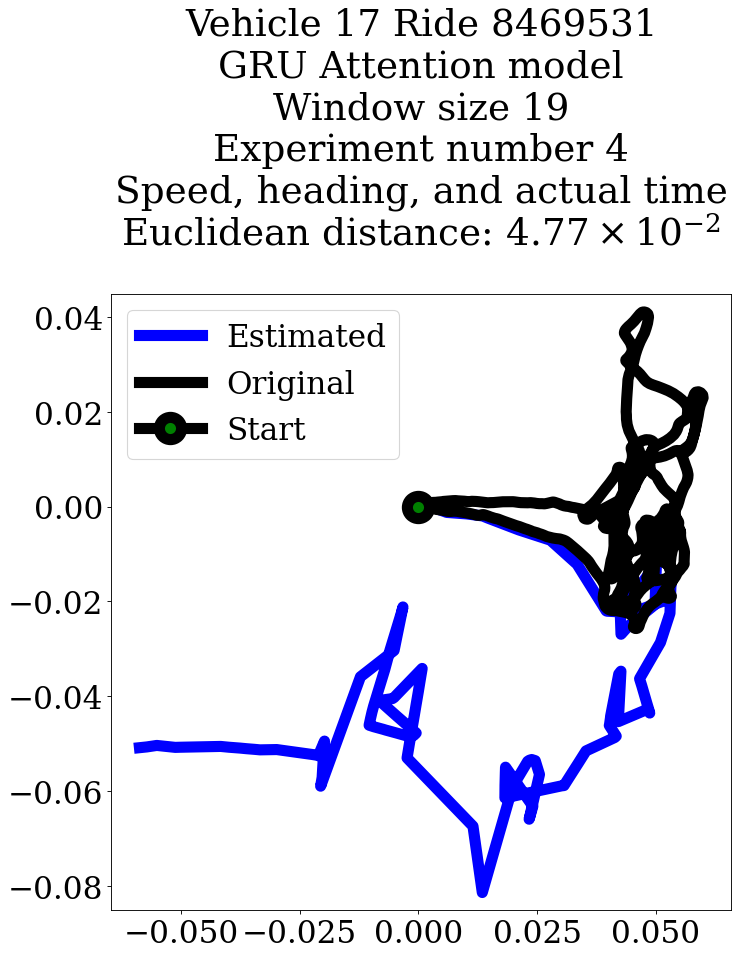 Vehicle 17 Ride 8469531
GRU Attention model
Window size 19
Experiment number 4
Speed, heading, and actual time
Euclidean distance: 4.77 × 10⁻²
Estimated
Original
Start
0.04
0.02
0.00
−0.02
−0.04
−0.06
−0.08
−0.050 −0.025 0.000 0.025 0.050